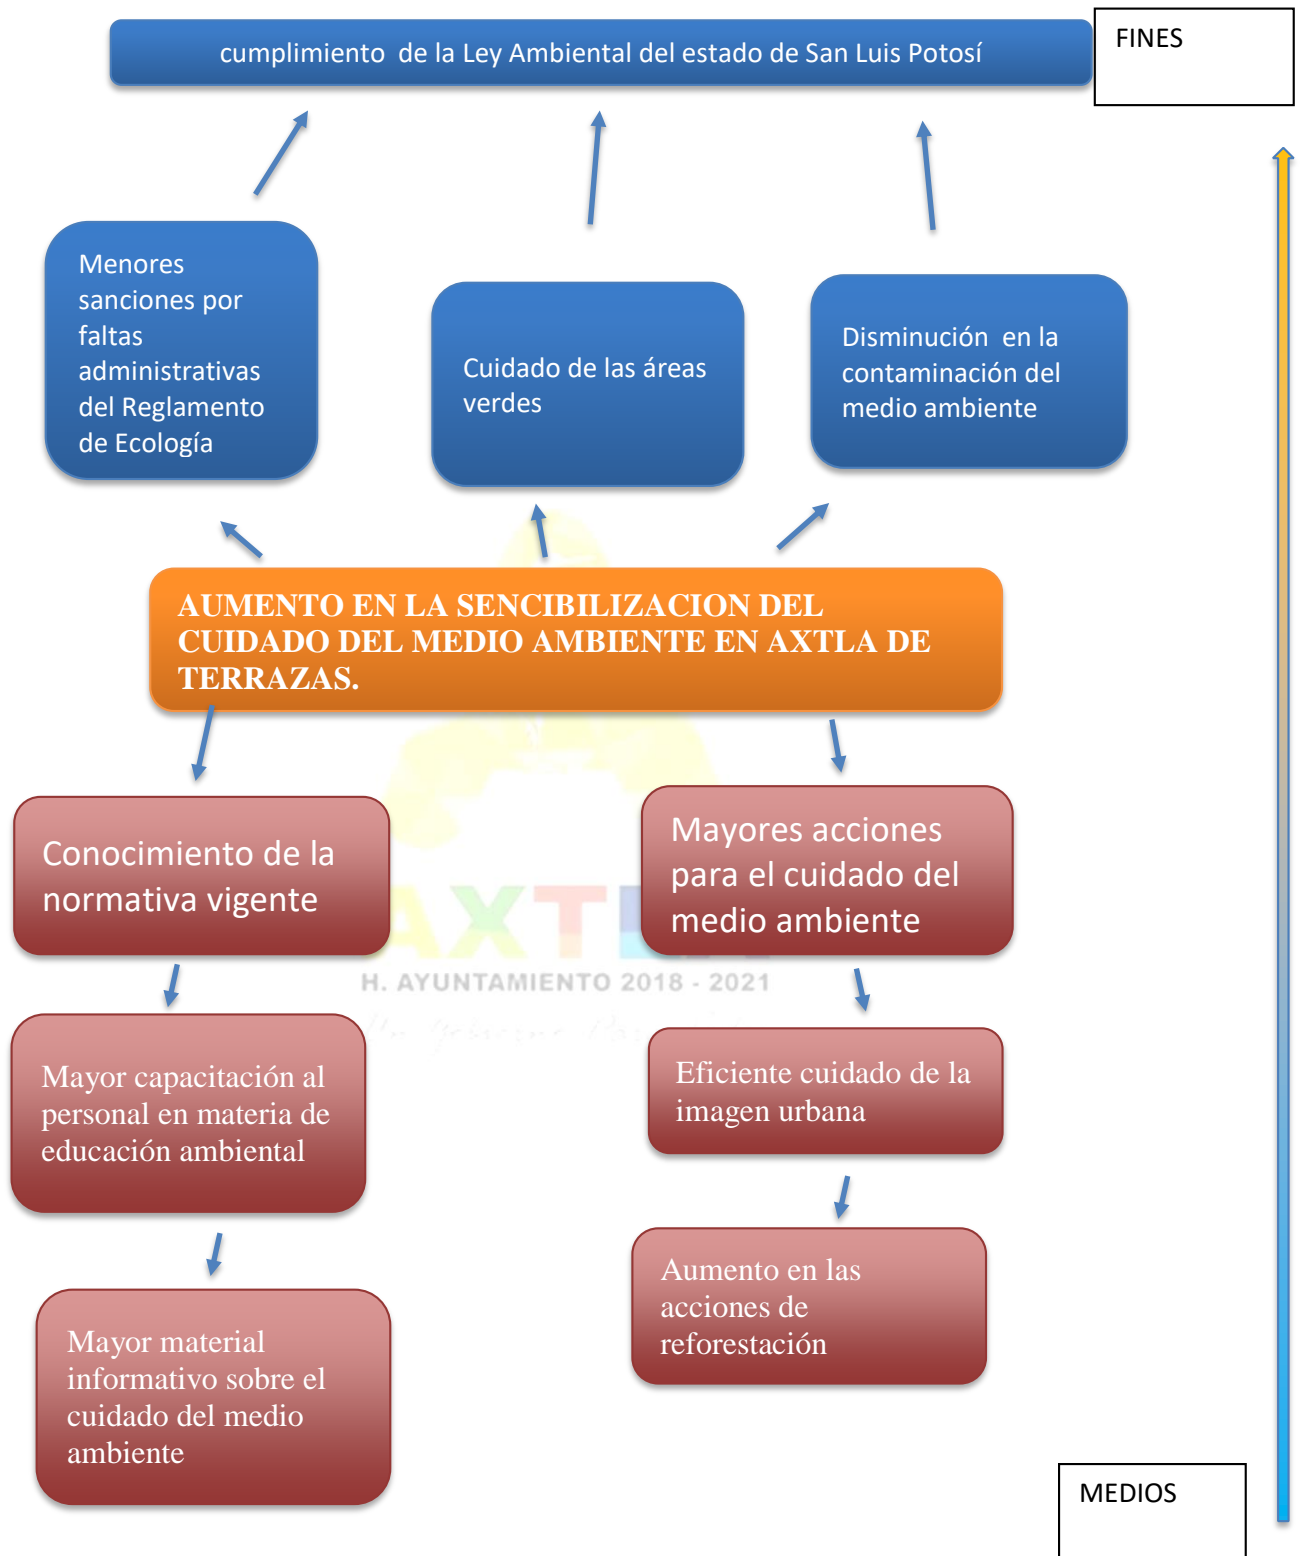 cumplimiento  de la Ley Ambiental del estado de San Luis Potosí
FINES
Menores
sanciones por
faltas
administrativas
del Reglamento
de Ecología
Cuidado de las áreas
verdes
Disminución  en la
contaminación del
medio ambiente
AUMENTO EN LA SENCIBILIZACION DEL
CUIDADO DEL MEDIO AMBIENTE EN AXTLA DE
TERRAZAS.
Conocimiento de la
normativa vigente
Mayores acciones
para el cuidado del
medio ambiente
AXTLA
H. AYUNTAMIENTO 2018 - 2021
Un Gobierno
Mayor capacitación al
personal en materia de
educación ambiental
Eficiente cuidado de la
imagen urbana
Mayor material
informativo sobre el
cuidado del medio
ambiente
Aumento en las
acciones de
reforestación
MEDIOS